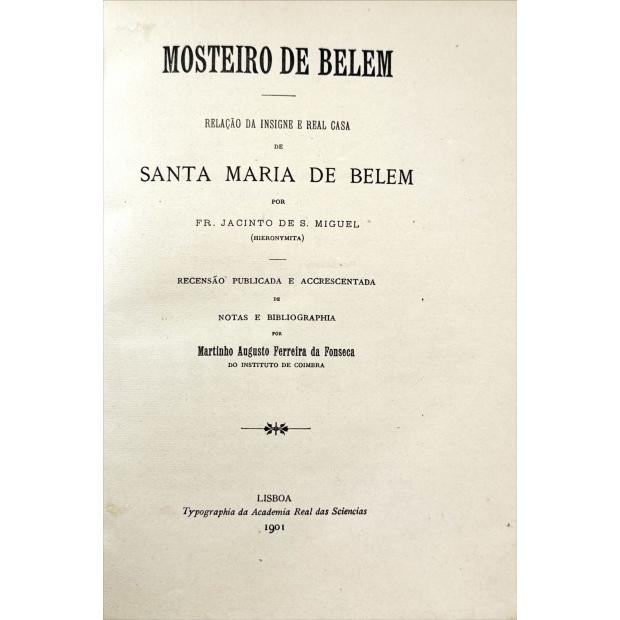 MOSTEIRO DE BELEM
RELAÇÃO DA INSIGNE E REAL CASA
DE
SANTA MARIA DE BELEM
POR
FR. JACINTO DE S. MIGUEL
(HIERONYMITA)
RECENSÃO PUBLICADA E ACCRESCENTADA
DE
NOTAS E BIBLIOGRAPHIA
POR
Martinho Augusto Ferreira da Fonseca
DO INSTITUTO DE COIMBRA
LISBOA
Typographia da Academia Real das Sciencias
1901